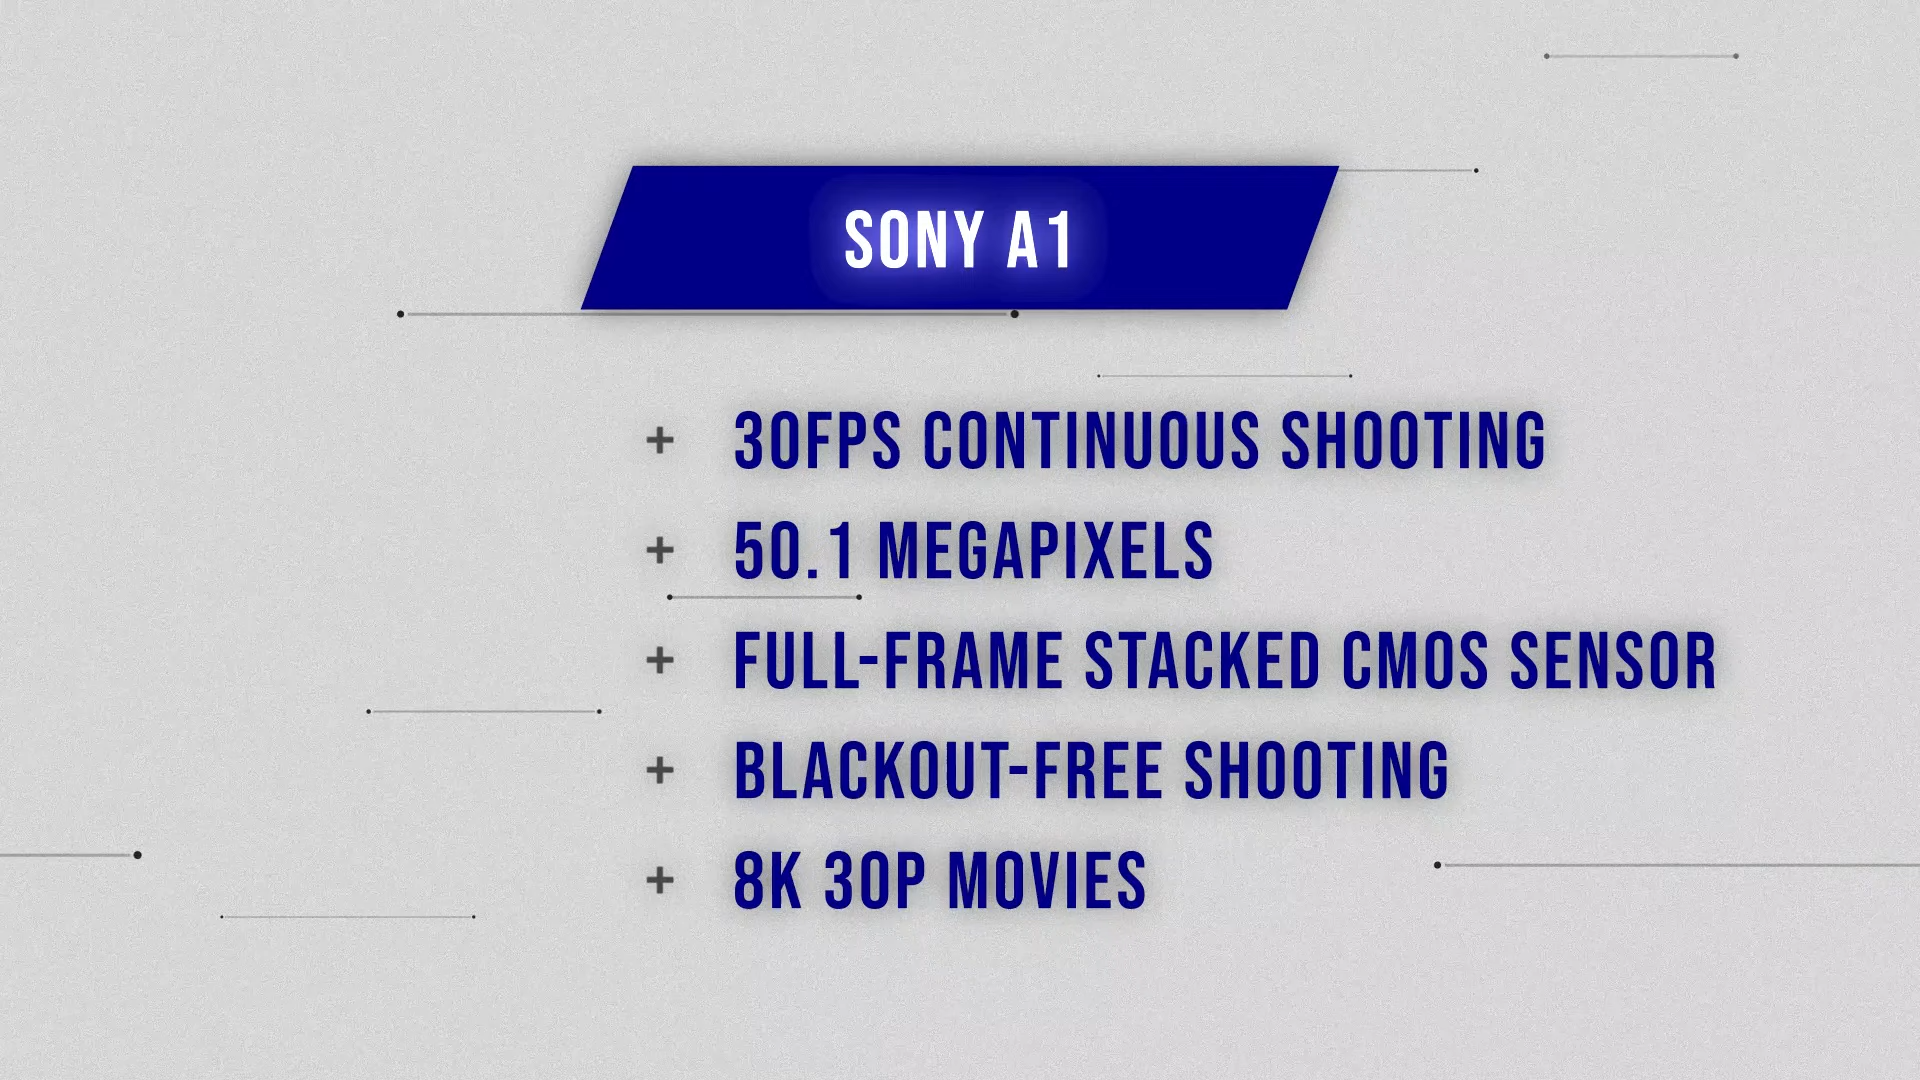 SONY A1
+ 30FPS CONTINUOUS SHOOTING
+ 50.1 MEGAPIXELS
+ FULL-FRAME STACKED CMOS SENSOR
+ BLACKOUT-FREE SHOOTING
+ 8K 30P MOVIES